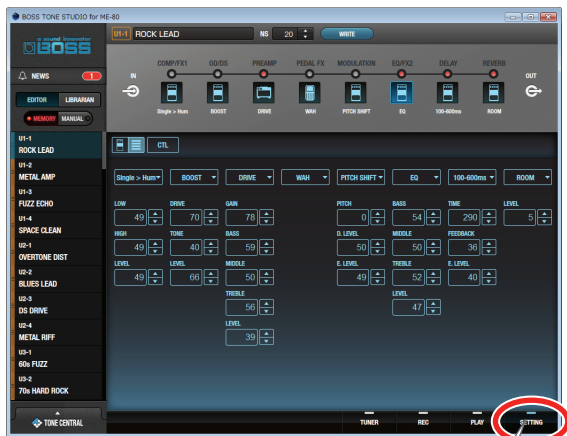 BOSS TONE STUDIO for ME-80
a sound innovator
BOSS
U1-1 ROCK LEAD NS 20 WRITE
NEWS 1
EDITOR LIBRARIAN
MEMORY MANUAL
COMP/FX1 OD/DS PREAMP PEDAL FX MODULATION EQ/FX2 DELAY REVERB
IN OUT
Single > Hum BOOST DRIVE WAH PITCH SHIFT EQ 100-600ms ROOM
CTL
U1-1
ROCK LEAD
U1-2
METAL AMP
U1-3
FUZZ ECHO
U1-4
SPACE CLEAN
U2-1
OVERTONE DIST
U2-2
BLUES LEAD
U2-3
DS DRIVE
U2-4
METAL RIFF
U3-1
60s FUZZ
U3-2
70s HARD ROCK
Single > Hum BOOST DRIVE WAH PITCH SHIFT EQ 100-600ms ROOM
LOW DRIVE GAIN PITCH BASS TIME LEVEL
49 70 78 0 54 290 5
HIGH TONE BASS D. LEVEL MIDDLE FEEDBACK
49 40 59 50 50 36
LEVEL LEVEL MIDDLE E. LEVEL TREBLE E. LEVEL
49 66 50 49 52 40
TREBLE LEVEL
56 47
LEVEL
39
TONE CENTRAL
TUNER REC PLAY SETTING